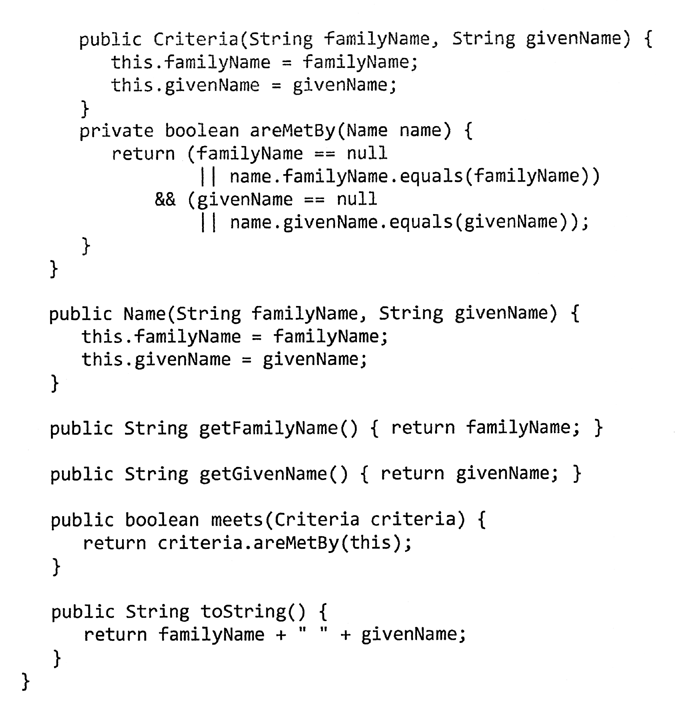 public Criteria(String familyName, String givenName) {
this.familyName = familyName;
this.givenName = givenName;
}
private boolean areMetBy(Name name) {
return (familyName == null
|| name.familyName.equals(familyName))
&& (givenName == null
|| name.givenName.equals(givenName));
}
}
public Name(String familyName, String givenName) {
this.familyName = familyName;
this.givenName = givenName;
}
public String getFamilyName() { return familyName; }
public String getGivenName() { return givenName; }
public boolean meets(Criteria criteria) {
return criteria.areMetBy(this);
}
public String toString() {
return familyName + " " + givenName;
}
}